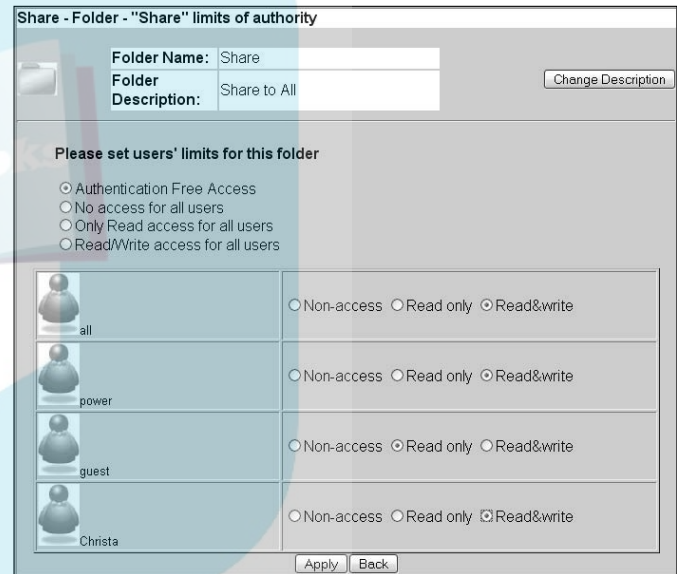 Share - Folder - "Share" limits of authority
Folder Name: Share
Folder Description: Share to All
Change Description
Please set users' limits for this folder
Authentication Free Access
No access for all users
Only Read access for all users
Read/Write access for all users
all Non-access Read only Read&write
power Non-access Read only Read&write
guest Non-access Read only Read&write
Christa Non-access Read only Read&write
Apply Back